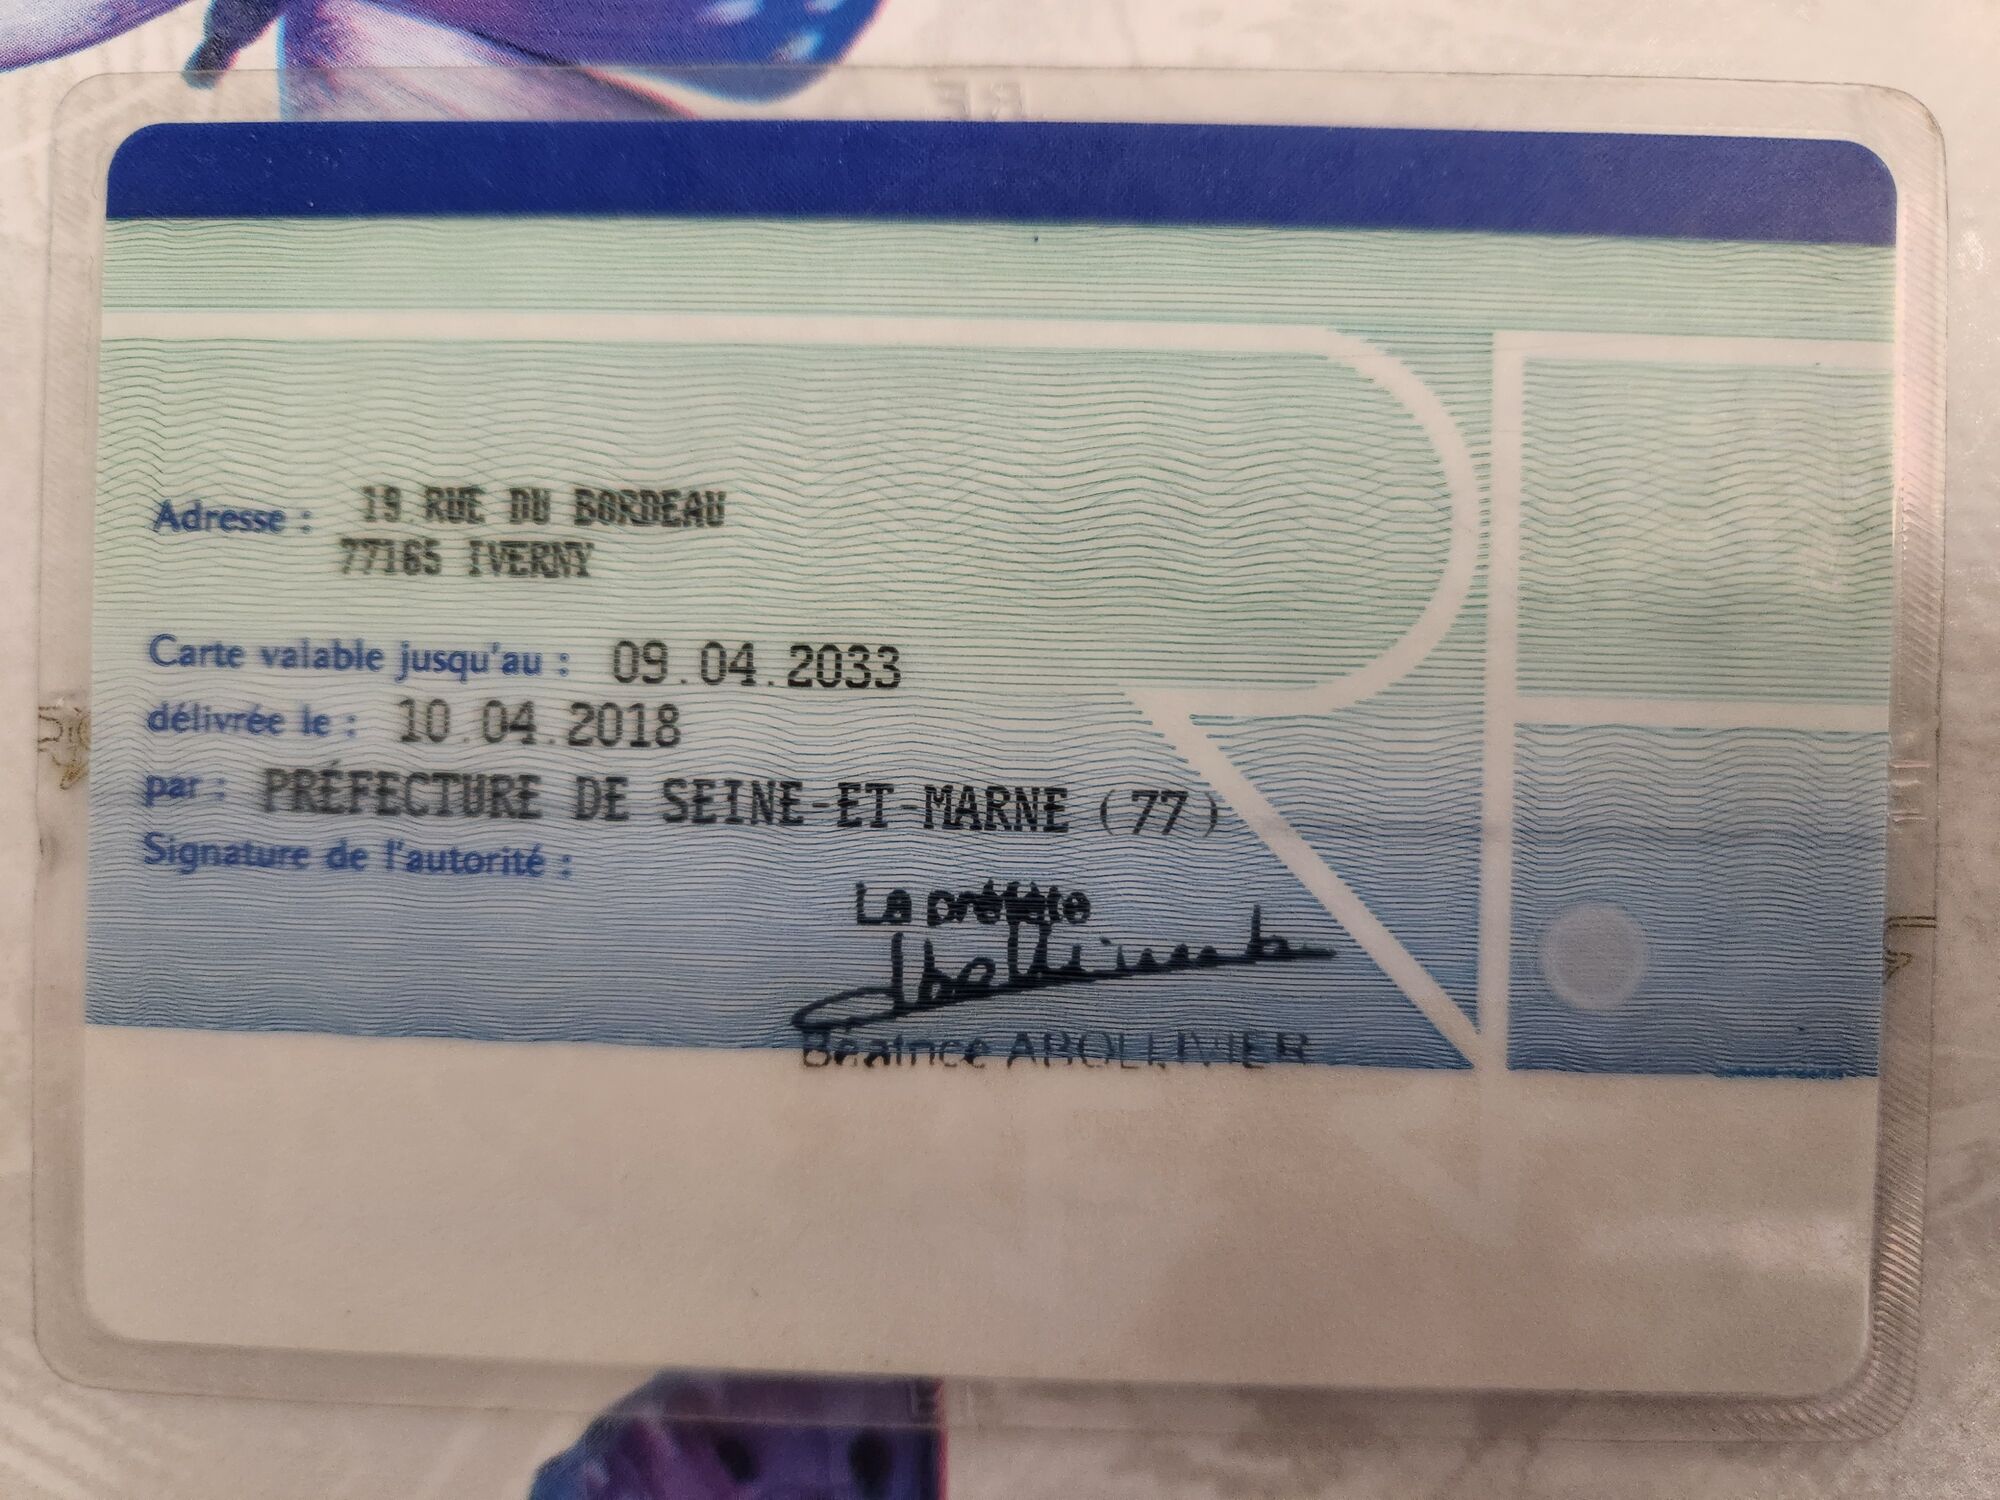 Adresse : 19 RUE DU BORDEAU
77165 IVERNY
Carte valable jusqu'au : 09.04.2033
délivrée le : 10.04.2018
par : PRÉFECTURE DE SEINE-ET-MARNE (77)
Signature de l'autorité :
La préfète
Béatrice ABOLLIVIER
RF